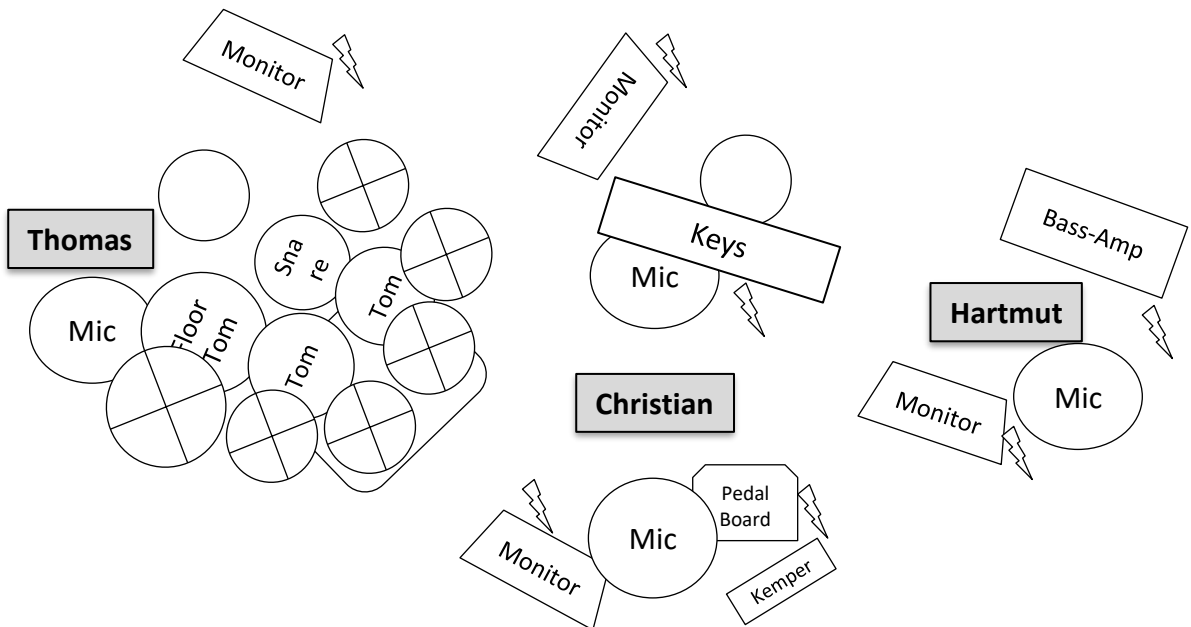 Monitor
Monitor
Thomas
Sna
re
Tom
Keys
Mic
Bass-Amp
Mic
Floor
Tom
Tom
Hartmut
Christian
Monitor
Mic
Pedal
Board
Mic
Monitor
Kemper